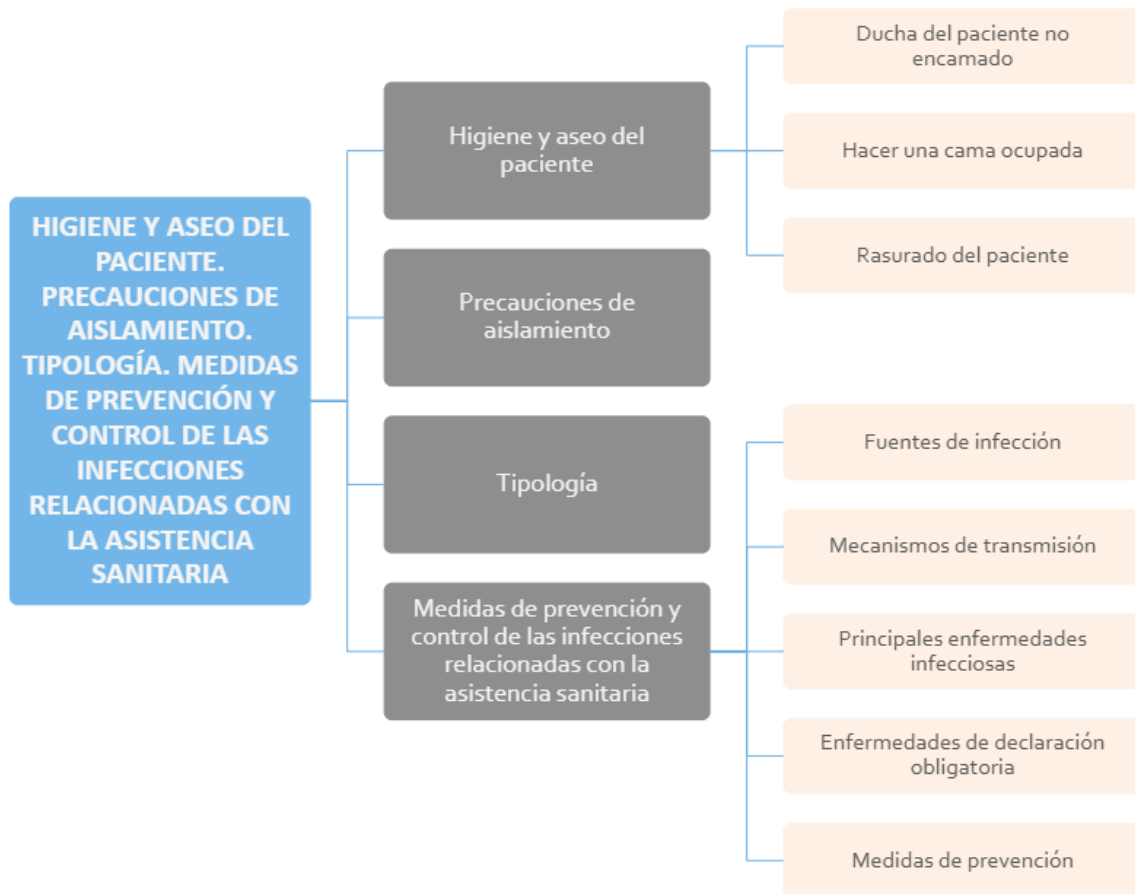 HIGIENE Y ASEO DEL
PACIENTE.
PRECAUCIONES DE
AISLAMIENTO.
TIPOLOGÍA. MEDIDAS
DE PREVENCIÓN Y
CONTROL DE LAS
INFECCIONES
RELACIONADAS CON
LA ASISTENCIA
SANITARIA
Higiene y aseo del
paciente
Ducha del paciente no
encamado
Hacer una cama ocupada
Rasurado del paciente
Precauciones de
aislamiento
Tipología
Medidas de prevención y
control de las infecciones
relacionadas con la
asistencia sanitaria
Fuentes de infección
Mecanismos de transmisión
Principales enfermedades
infecciosas
Enfermedades de declaración
obligatoria
Medidas de prevención